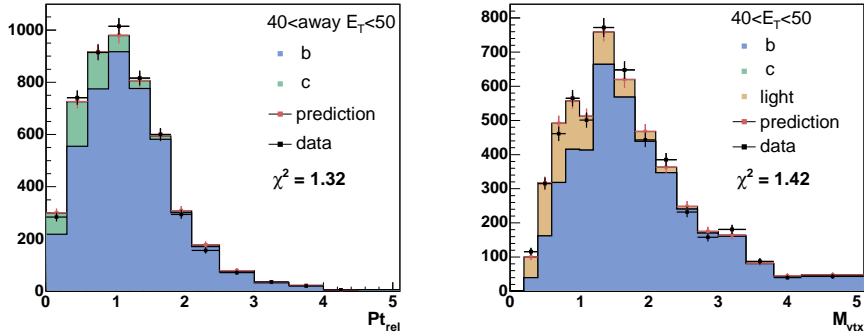 40<away E_T<50
b
c
prediction
data
χ² = 1.32
1000
800
600
400
200
0
0 1 2 3 4 5
Pt_rel
40<E_T<50
b
c
light
prediction
data
χ² = 1.42
800
700
600
500
400
300
200
100
0
0 1 2 3 4 5
M_vtx